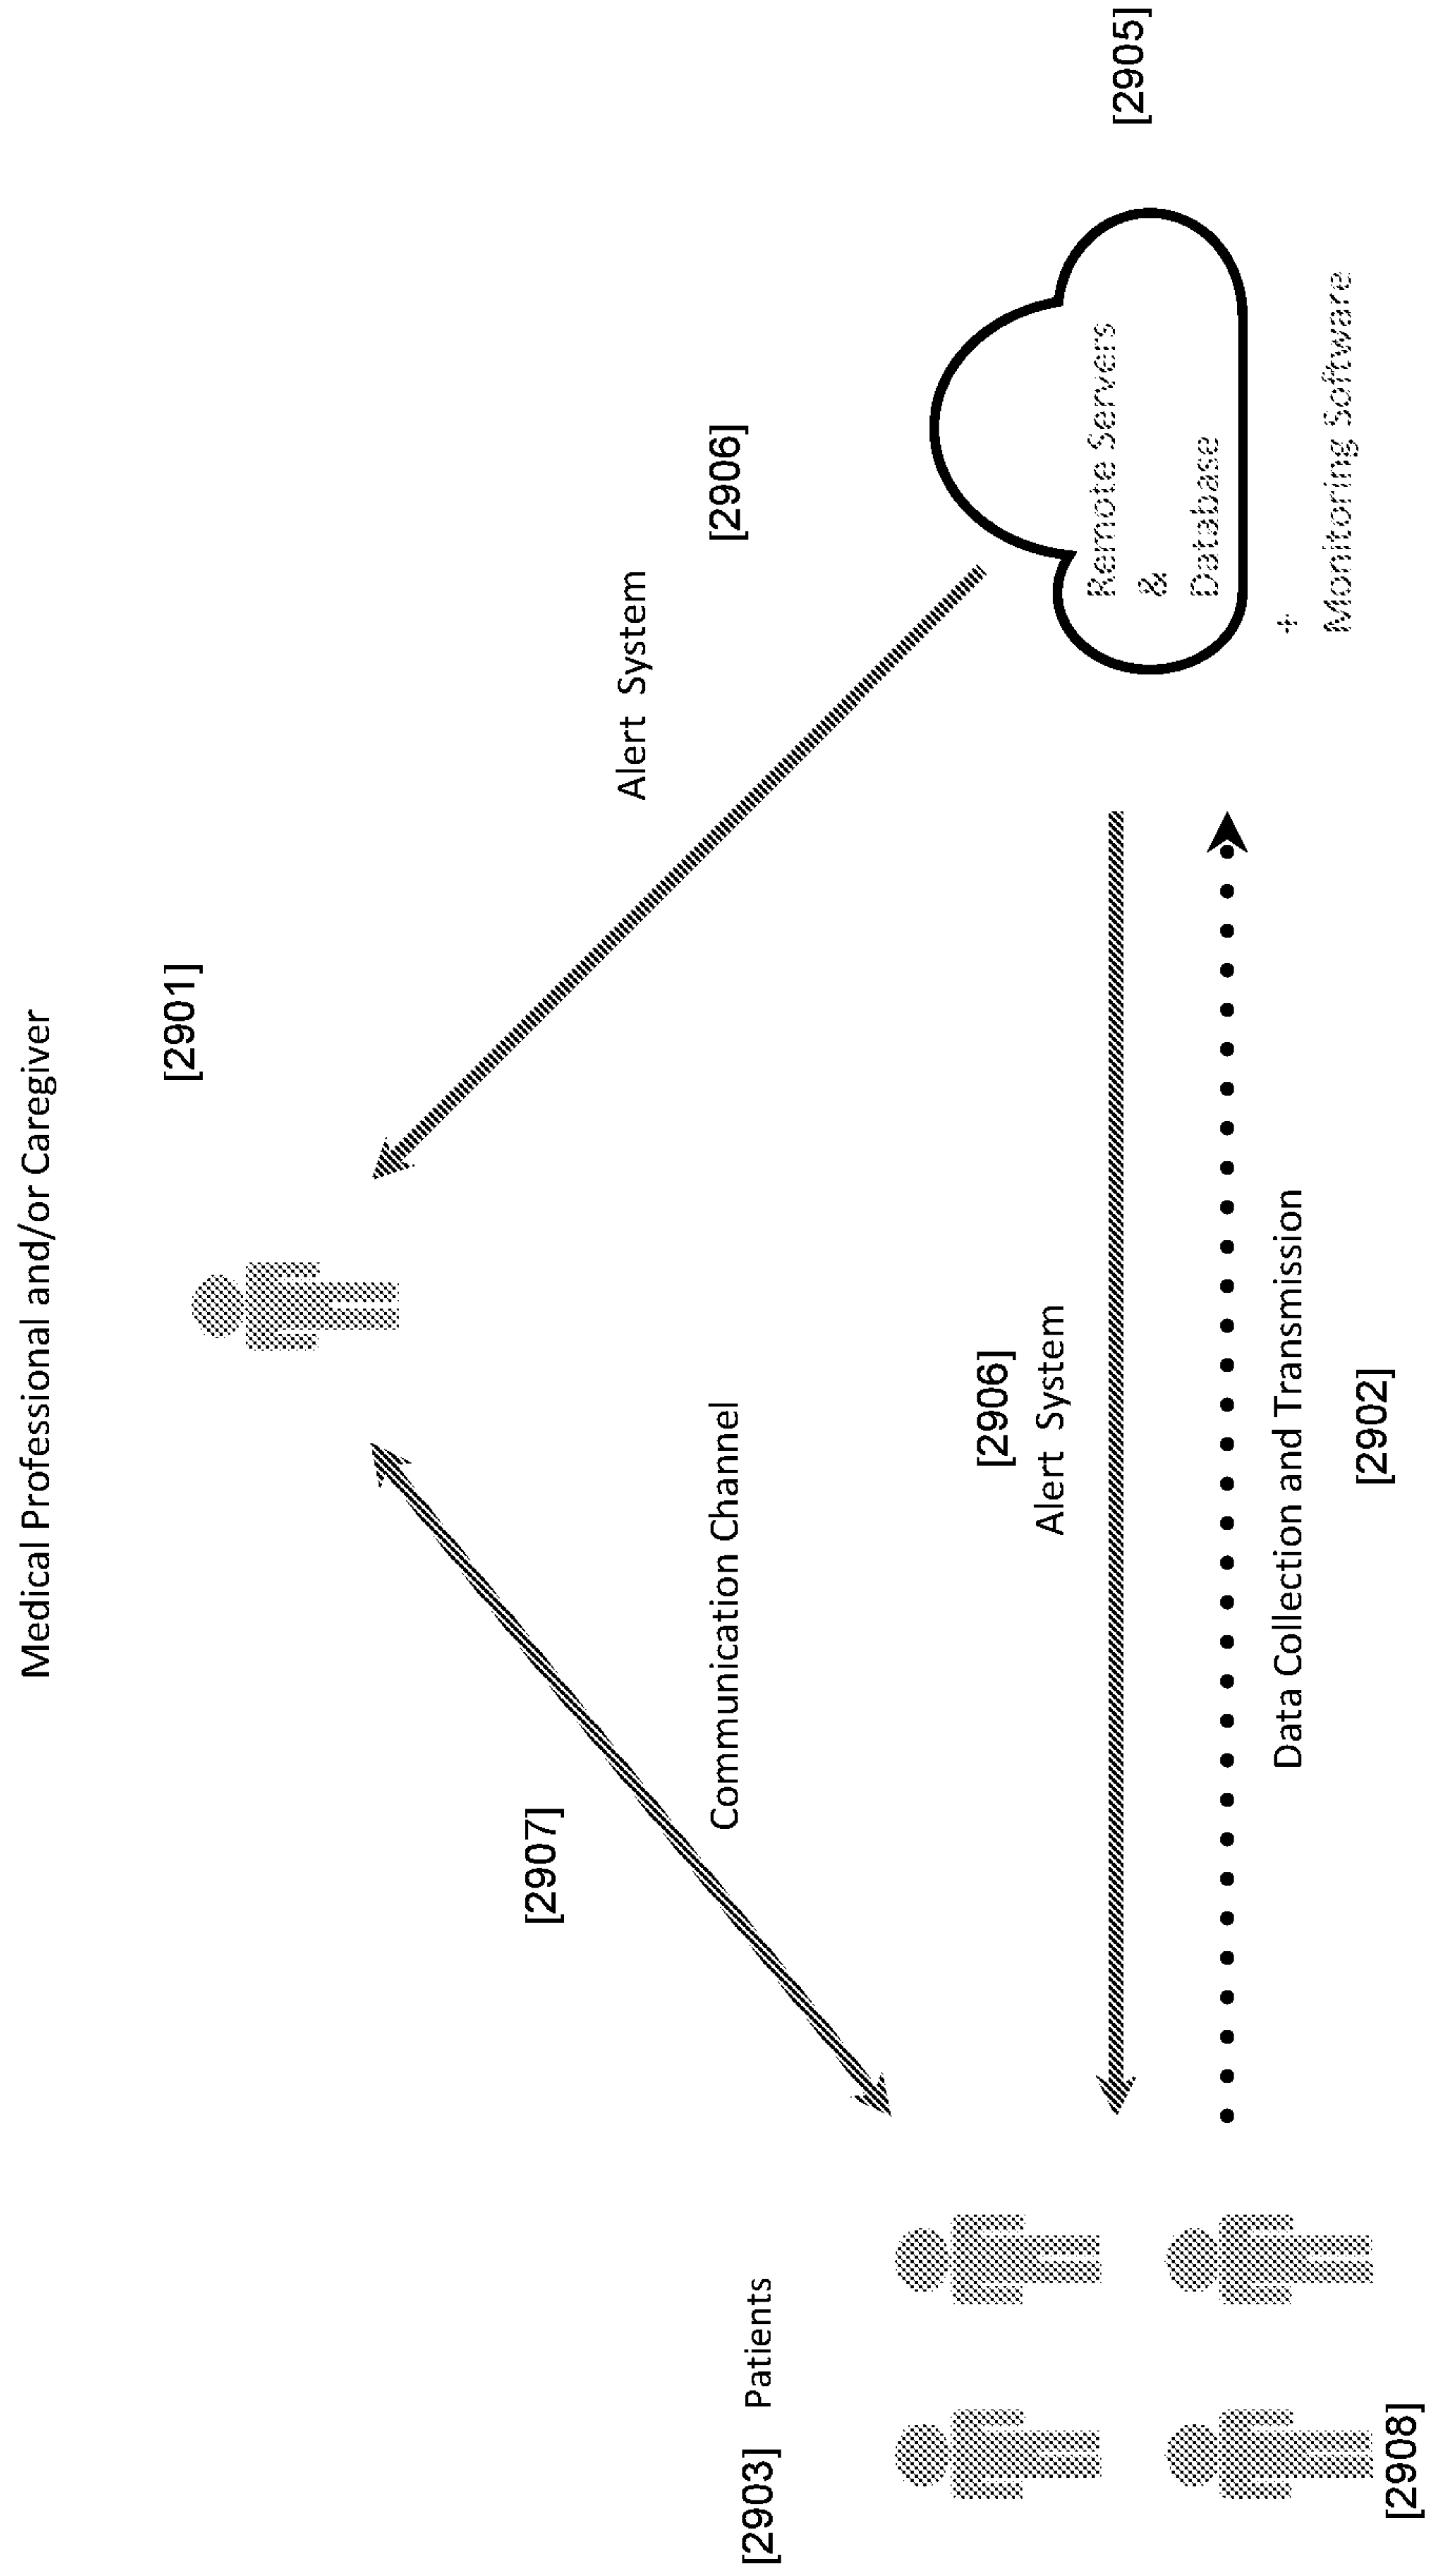 Medical Professional and/or Caregiver
[2901]
Alert System
[2906]
[2907]
Communication Channel
[2903] Patients
[2906]
Alert System
Remote Servers
&
Database
[2905]
+
Monitoring Software
Data Collection and Transmission
[2902]
[2908]